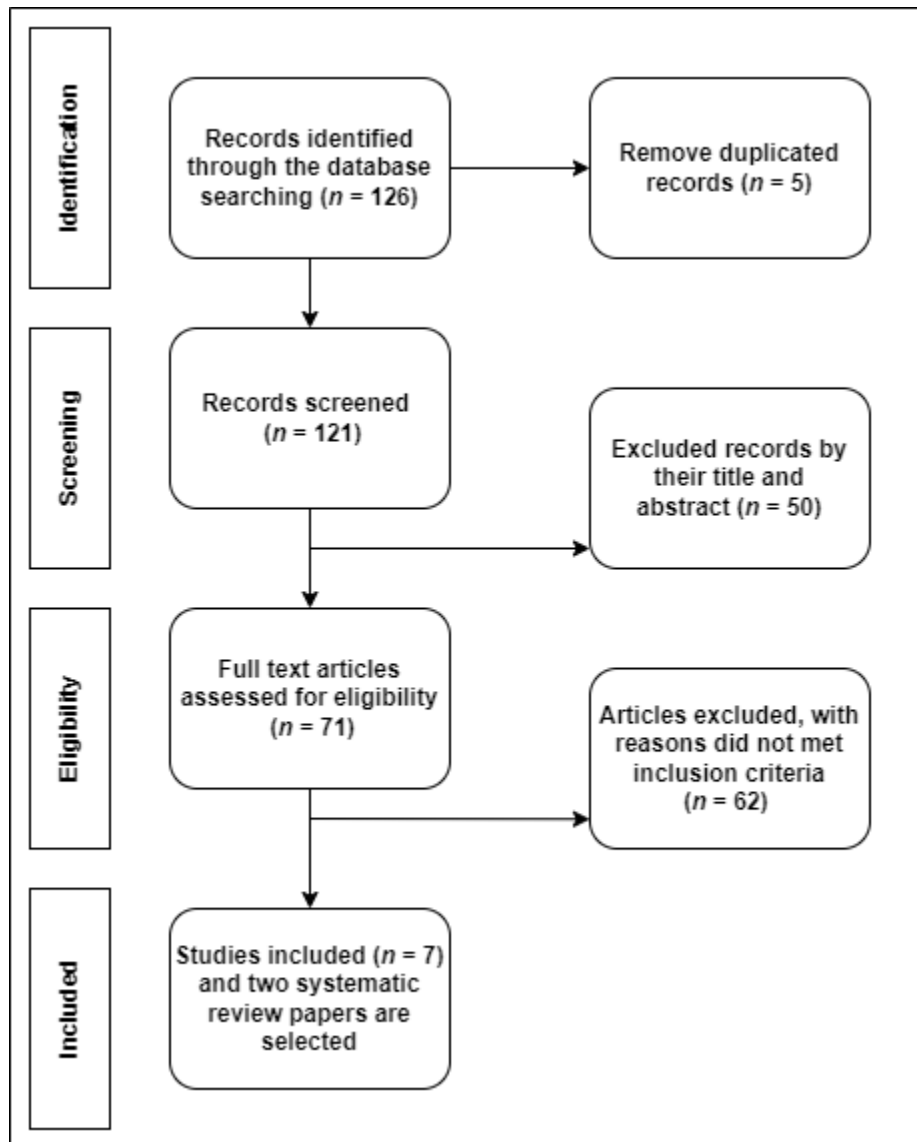 Identification
Records identified
through the database
searching (n = 126)
Remove duplicated
records (n = 5)
Screening
Records screened
(n = 121)
Excluded records by
their title and
abstract (n = 50)
Eligibility
Full text articles
assessed for eligibility
(n = 71)
Articles excluded, with
reasons did not met
inclusion criteria
(n = 62)
Included
Studies included (n = 7)
and two systematic
review papers are
selected